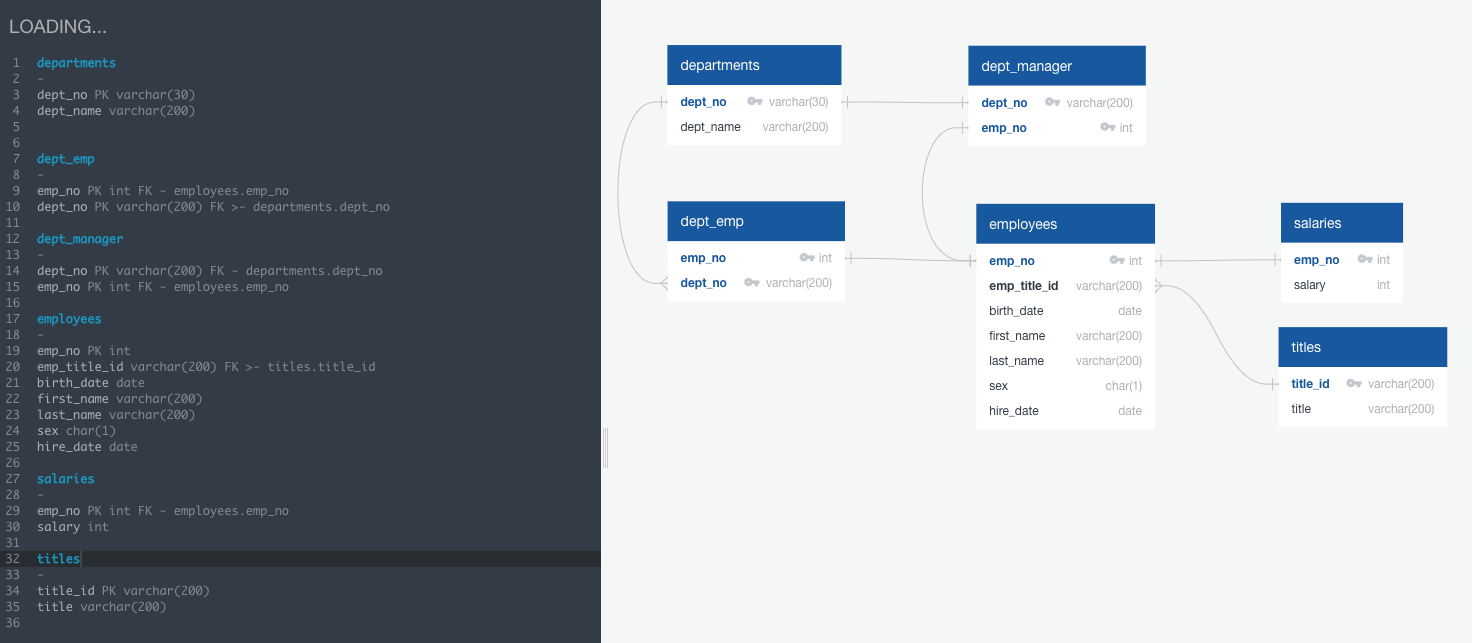 LOADING...
1 departments
2 -
3 dept_no PK varchar(30)
4 dept_name varchar(200)
5
6
7 dept_emp
8 -
9 emp_no PK int FK - employees.emp_no
10 dept_no PK varchar(200) FK >- departments.dept_no
11
12 dept_manager
13 -
14 dept_no PK varchar(200) FK - departments.dept_no
15 emp_no PK int FK - employees.emp_no
16
17 employees
18 -
19 emp_no PK int
20 emp_title_id varchar(200) FK >- titles.title_id
21 birth_date date
22 first_name varchar(200)
23 last_name varchar(200)
24 sex char(1)
25 hire_date date
26
27 salaries
28 -
29 emp_no PK int FK - employees.emp_no
30 salary int
31
32 titles
33 -
34 title_id PK varchar(200)
35 title varchar(200)
36
departments
dept_no varchar(30)
dept_name varchar(200)
dept_manager
dept_no varchar(200)
emp_no int
dept_emp
emp_no int
dept_no varchar(200)
employees
emp_no int
emp_title_id varchar(200)
birth_date date
first_name varchar(200)
last_name varchar(200)
sex char(1)
hire_date date
salaries
emp_no int
salary int
titles
title_id varchar(200)
title varchar(200)